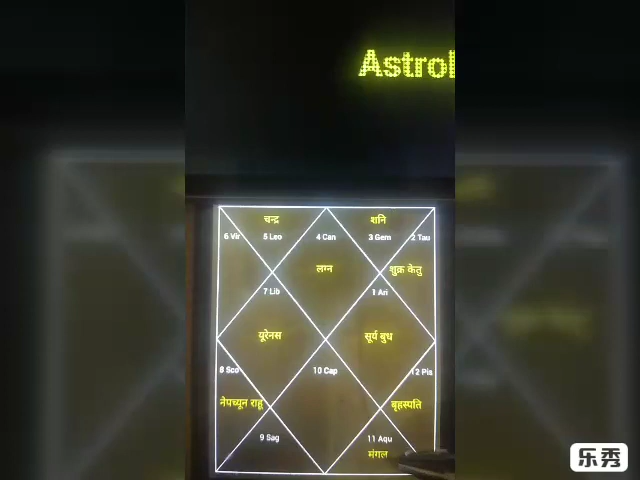 Astrol
चन्द्र शनि
6 Vir 5 Leo 4 Can 3 Gem 2 Tau
लग्न शुक्र केतु
7 Lib 1 Ari
यूरेनस सूर्य बुध
8 Sco 10 Cap 12 Pis
नेपच्यून राहू बृहस्पति
9 Sag 11 Aqu
मंगल
乐秀